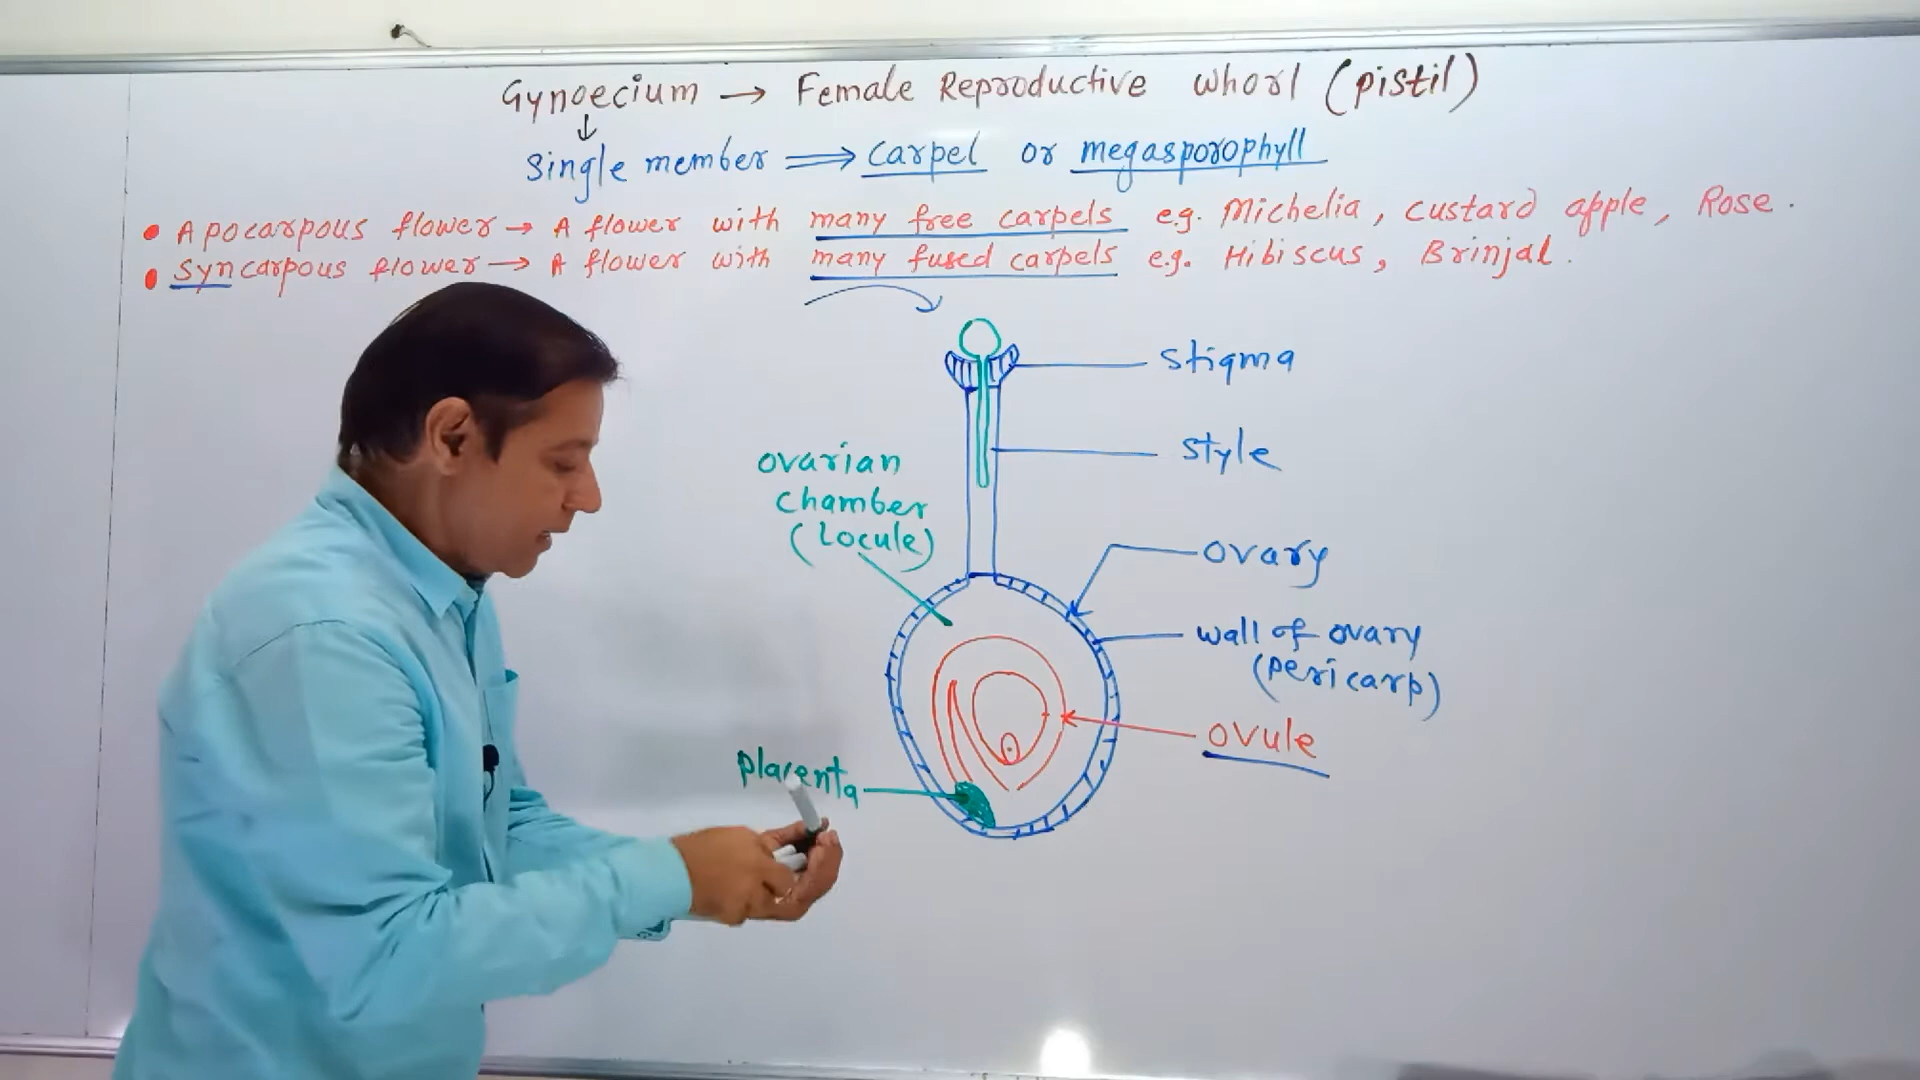 Gynoecium → Female Reproductive whorl (pistil)
↓
Single member ⟹ carpel or megasporophyll
• Apocarpous flower → A flower with many free carpels e.g. Michelia, custard apple, Rose.
• Syncarpous flower → A flower with many fused carpels e.g. Hibiscus, Brinjal.
stigma
style
ovarian
chamber
(Locule)
ovary
wall of ovary
(pericarp)
ovule
placenta